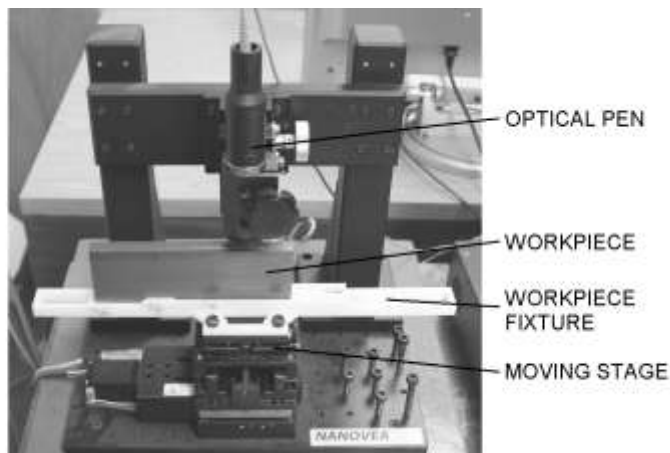 OPTICAL PEN
WORKPIECE
WORKPIECE
FIXTURE
MOVING STAGE
NANOVEA